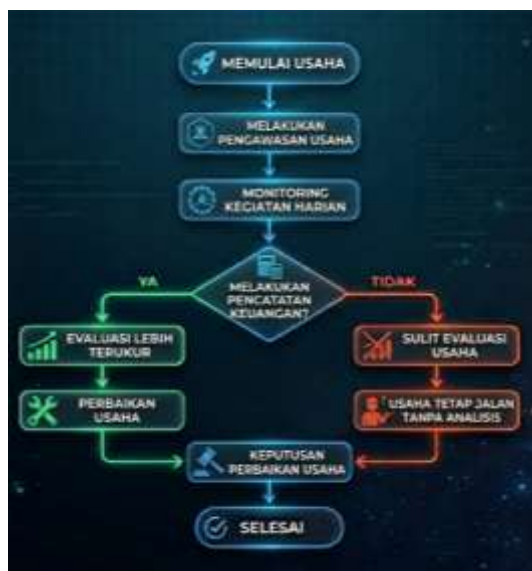 MEMULAI USAHA
MELAKUKAN
PENGAWASAN USAHA
MONITORING
KEGIATAN HARIAN
MELAKUKAN
PENCATATAN
KEUANGAN?
YA
TIDAK
EVALUASI LEBIH
TERUKUR
SULIT EVALUASI
USAHA
PERBAIKAN
USAHA
USAHA TETAP JALAN
TANPA ANALISIS
KEPUTUSAN
PERBAIKAN USAHA
SELESAI